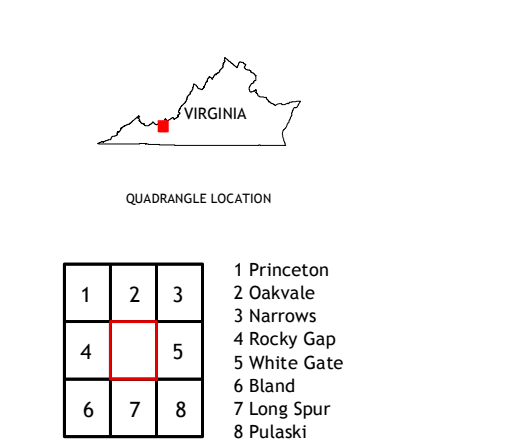 VIRGINIA
QUADRANGLE LOCATION
1 2 3
4 5
6 7 8
1 Princeton
2 Oakvale
3 Narrows
4 Rocky Gap
5 White Gate
6 Bland
7 Long Spur
8 Pulaski